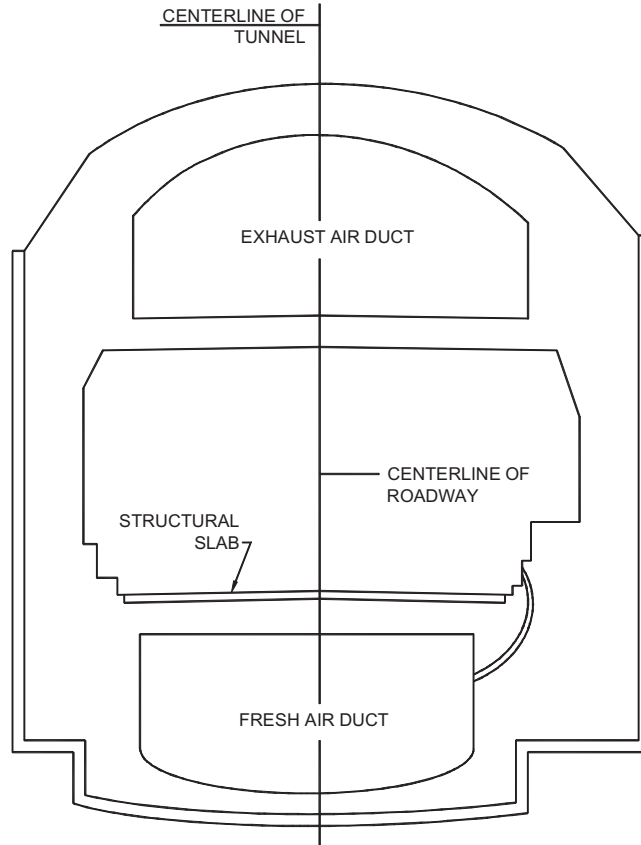 CENTERLINE OF
TUNNEL
EXHAUST AIR DUCT
CENTERLINE OF
ROADWAY
STRUCTURAL
SLAB
FRESH AIR DUCT